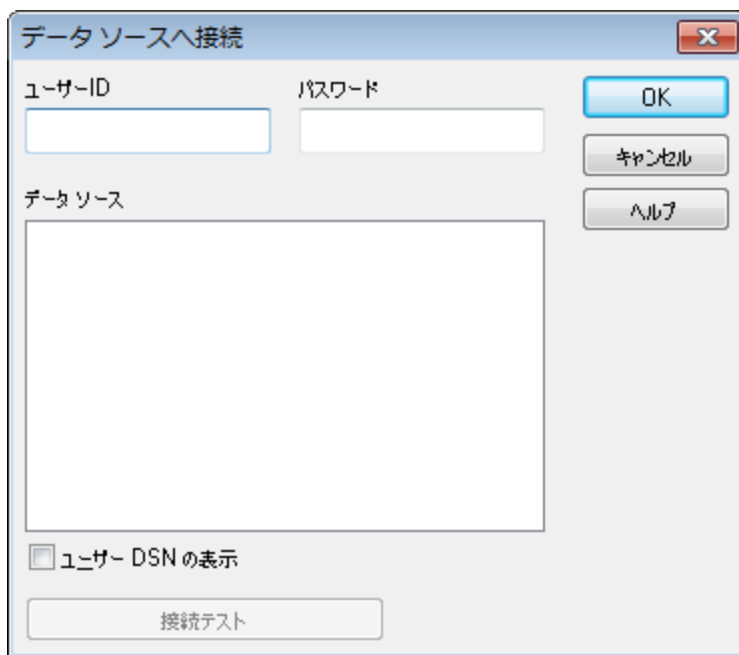 データ ソースへ接続
ユーザーID
パスワード
OK
キャンセル
ヘルプ
データ ソース
ユーザー DSN の表示
接続テスト